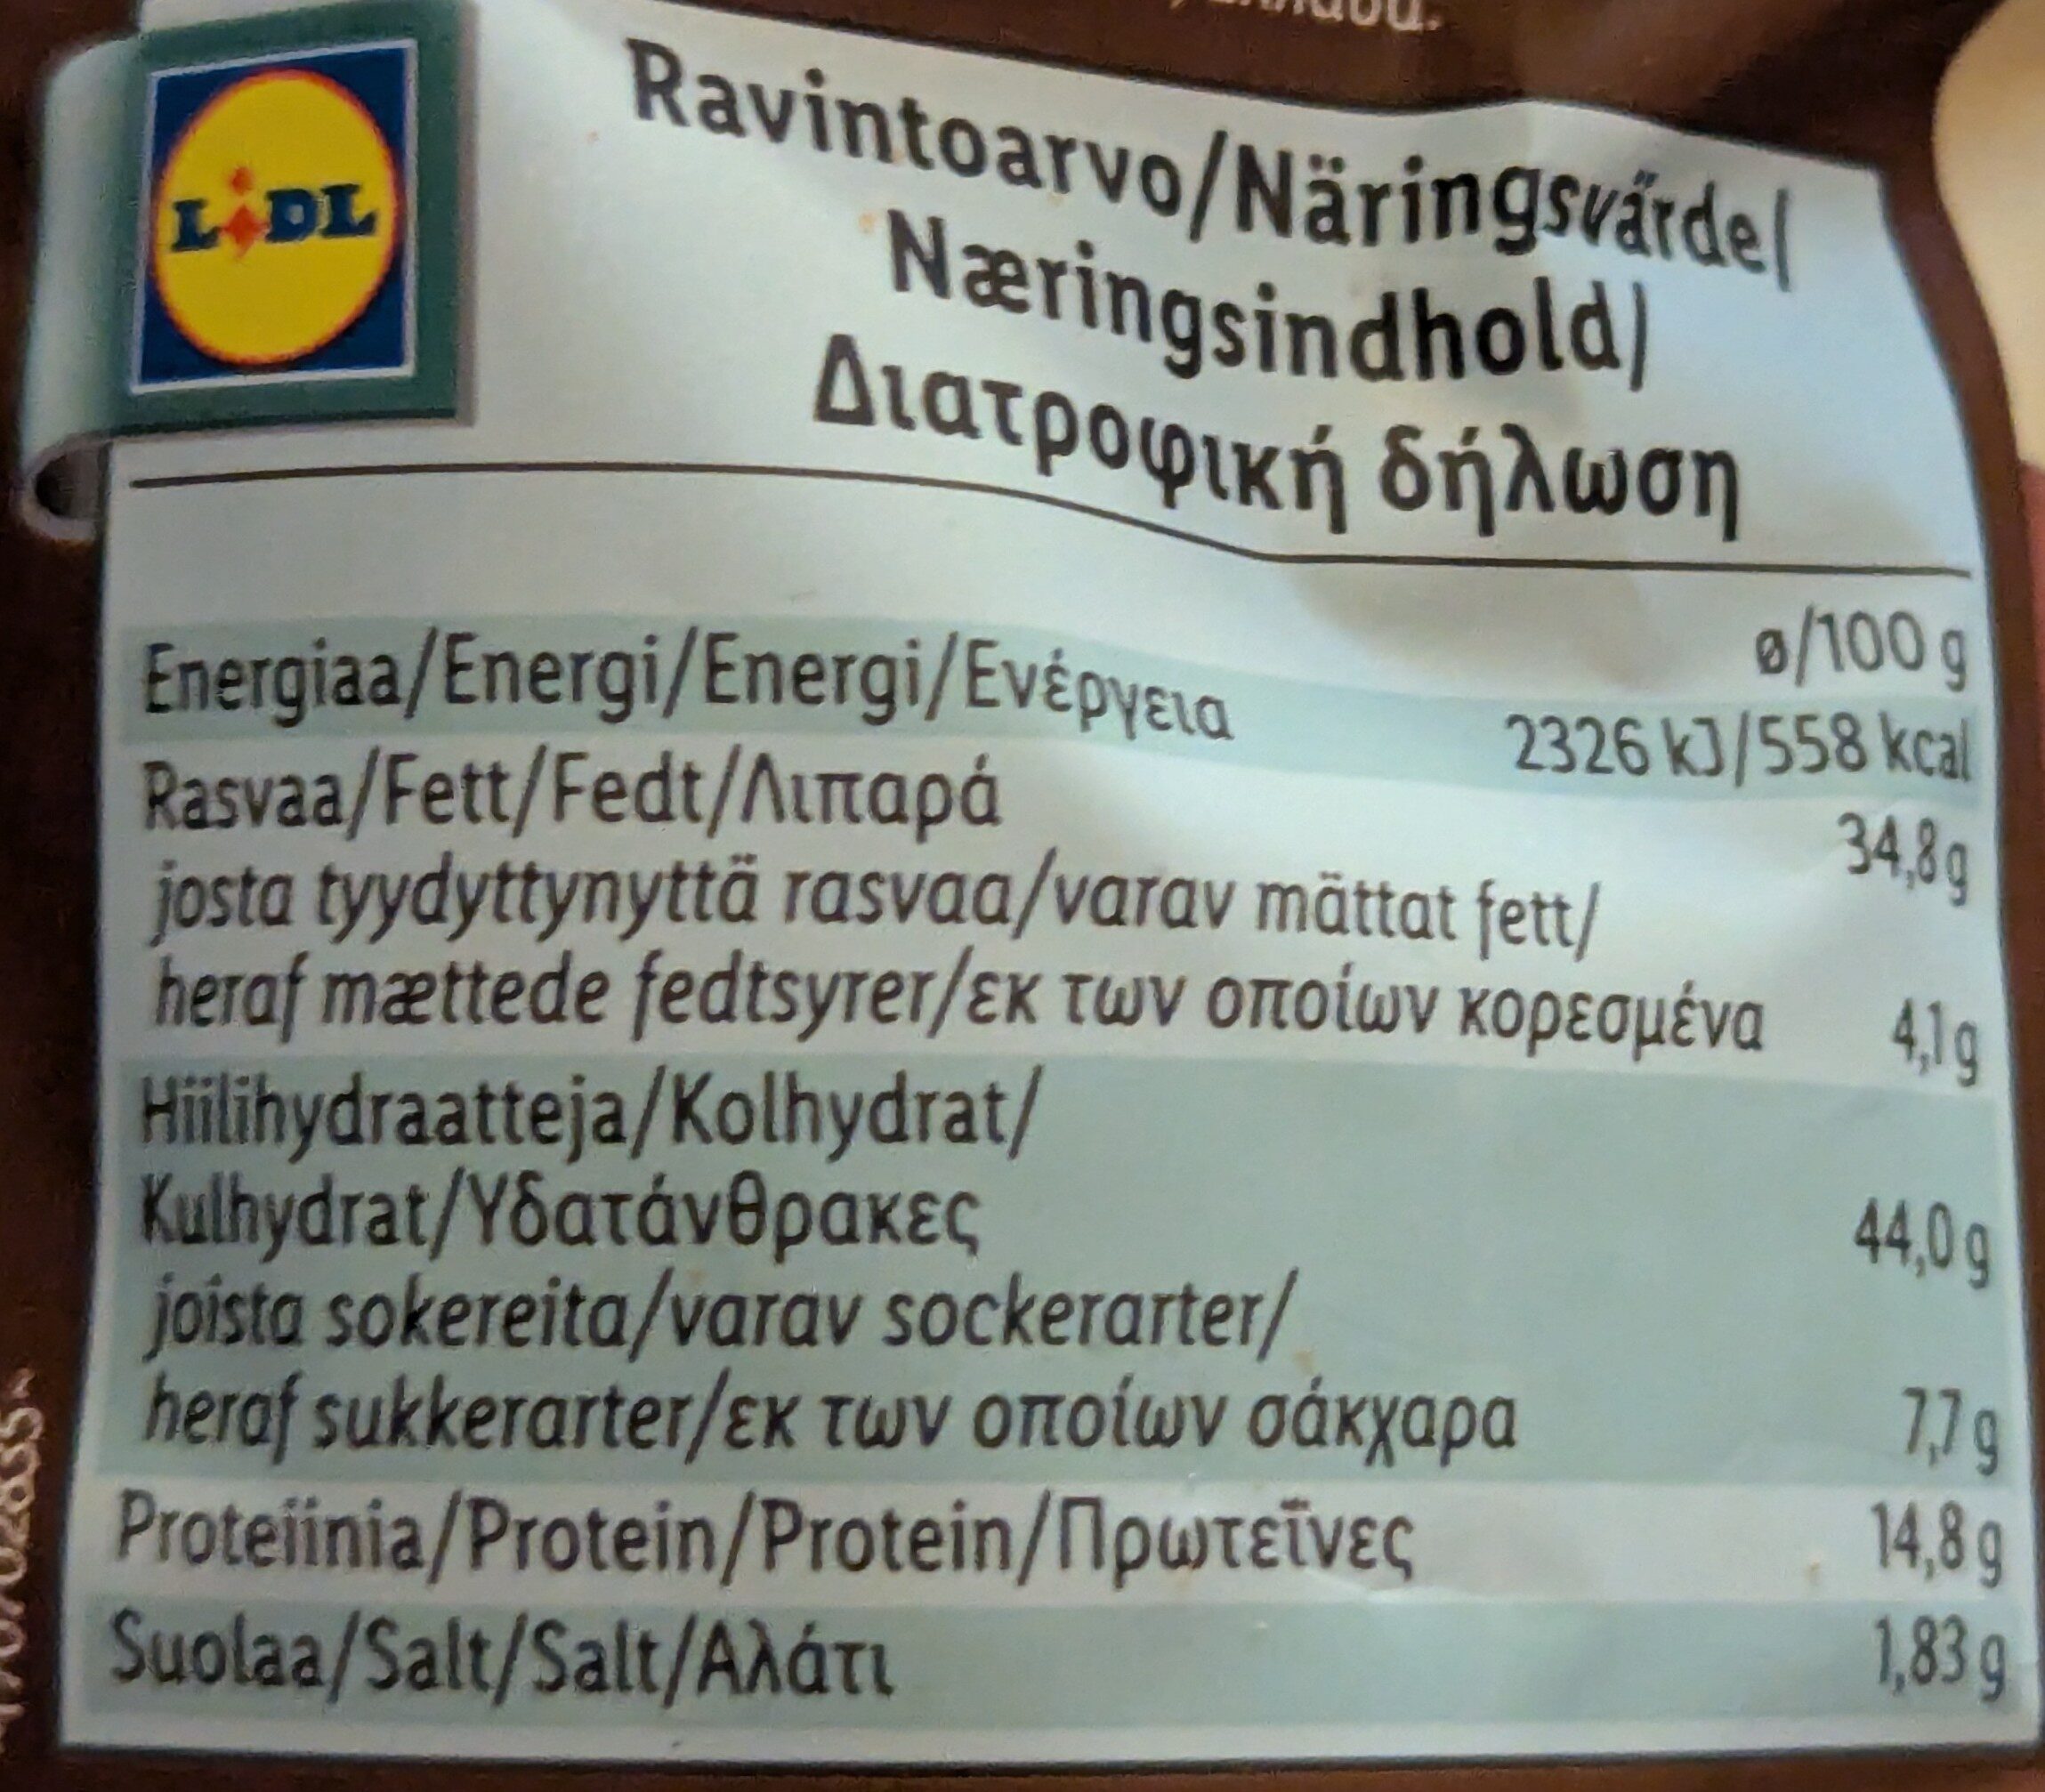 LiDL
Ravintoarvo/Näringsvärde/
Næringsindhold/
Διατροφική δήλωση
ø/100 g
Energiaa/Energi/Energi/Ενέργεια 2326 kJ/558 kcal
Rasvaa/Fett/Fedt/Λιπαρά 34,8 g
josta tyydyttynyttä rasvaa/varav mättat fett/
heraf mættede fedtsyrer/εκ των οποίων κορεσμένα 4,1 g
Hiilihydraatteja/Kolhydrat/
Kulhydrat/Υδατάνθρακες 44,0 g
joista sokereita/varav sockerarter/
heraf sukkerarter/εκ των οποίων σάκχαρα 7,7 g
Proteiinia/Protein/Protein/Πρωτεΐνες 14,8 g
Suolaa/Salt/Salt/Αλάτι 1,83 g